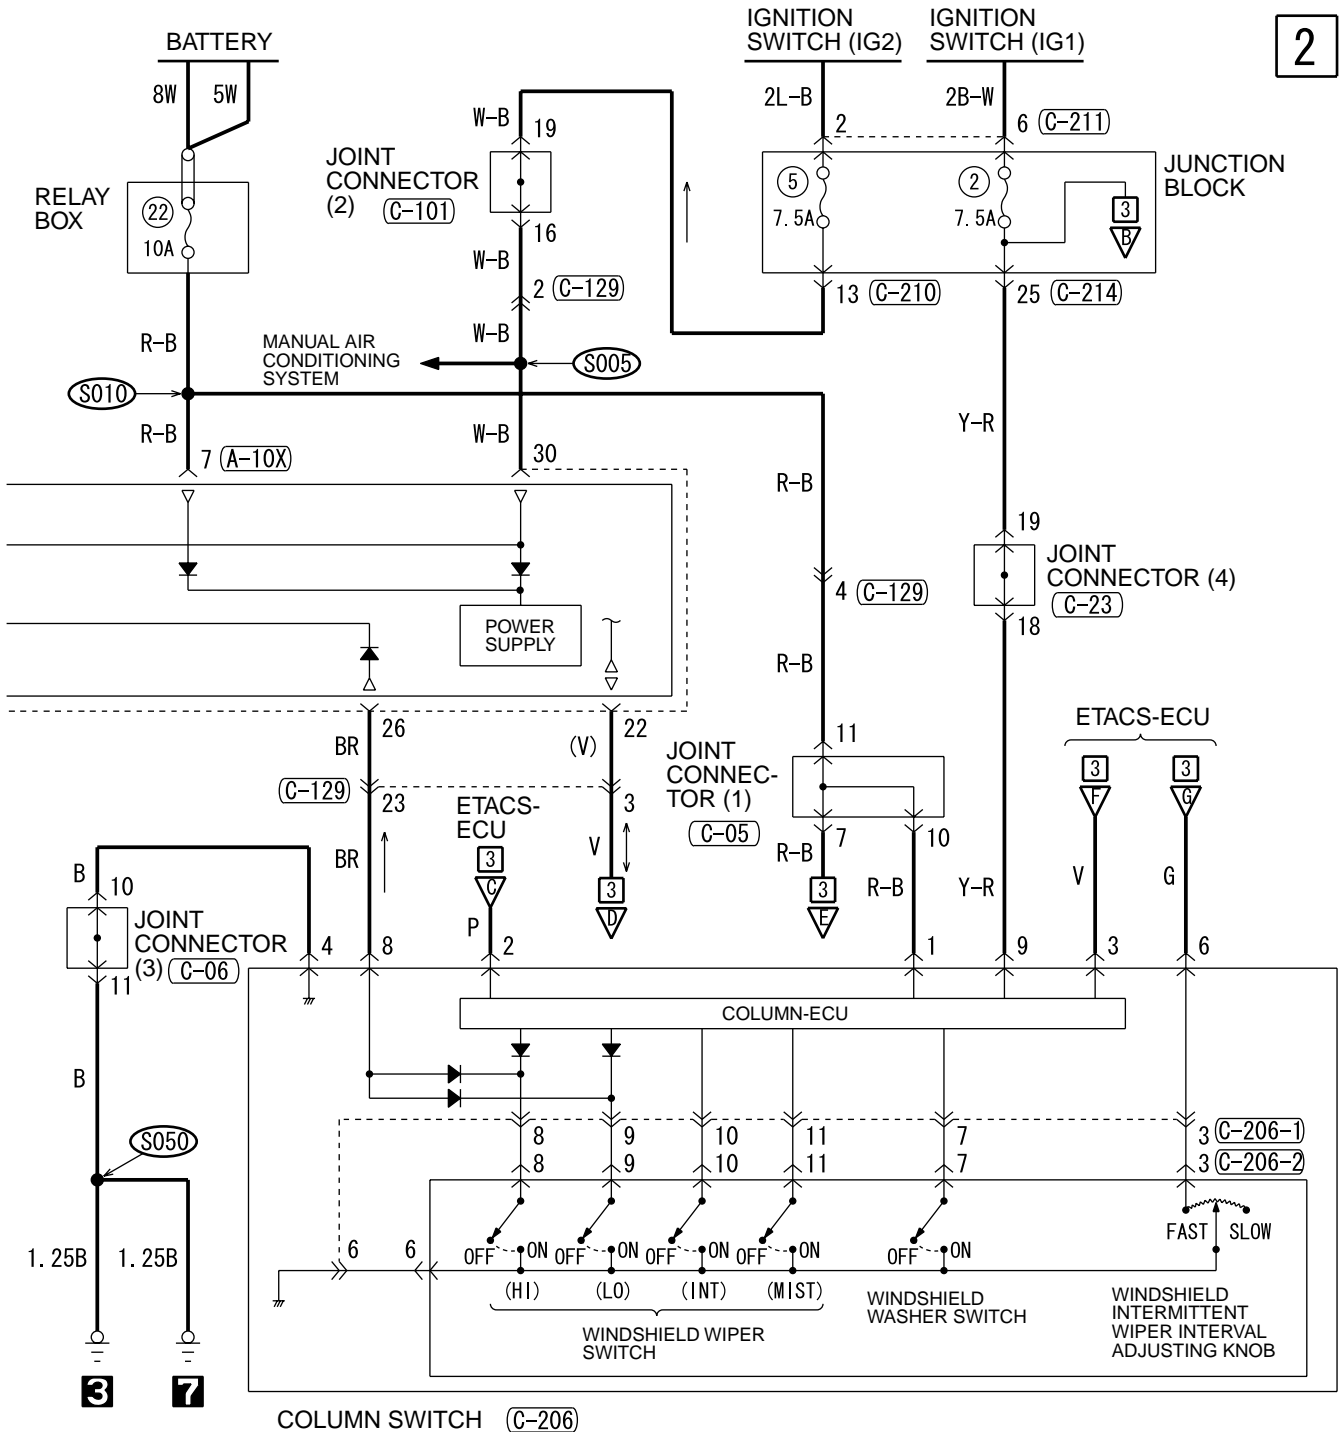 IGNITION
SWITCH (IG2)
IGNITION
SWITCH (IG1)
2
BATTERY
8W
5W
2L-B
2B-W
W-B
19
2
6
(C-211)
JOINT
CONNECTOR
(2)
(C-101)
JUNCTION
BLOCK
RELAY
BOX
22
10A
5
7.5A
2
7.5A
3
B
16
W-B
2
(C-129)
13
(C-210)
25
(C-214)
R-B
W-B
MANUAL AIR
CONDITIONING
SYSTEM
S005
S010
R-B
W-B
Y-R
7
(A-10X)
30
R-B
19
JOINT
CONNECTOR (4)
(C-23)
4
(C-129)
POWER
SUPPLY
18
R-B
26
22
BR
(V)
11
ETACS-ECU
JOINT
CONNEC-
TOR (1)
(C-05)
3
F
3
G
(C-129)
23
3
ETACS-
ECU
3
C
BR
V
7
10
R-B
B
10
3
D
3
E
R-B
Y-R
V
G
JOINT
CONNECTOR
(3)
(C-06)
P
4
8
2
1
9
3
6
11
COLUMN-ECU
B
8
9
10
11
7
3
(C-206-1)
8
9
10
11
7
3
(C-206-2)
S050
FAST
SLOW
OFF
ON
OFF
ON
OFF
ON
OFF
ON
OFF
ON
1.25B
1.25B
6
6
(HI)
(LO)
(INT)
(MIST)
WINDSHIELD
WASHER SWITCH
WINDSHIELD
INTERMITTENT
WIPER INTERVAL
ADJUSTING KNOB
WINDSHIELD WIPER
SWITCH
3
7
COLUMN SWITCH
(C-206)